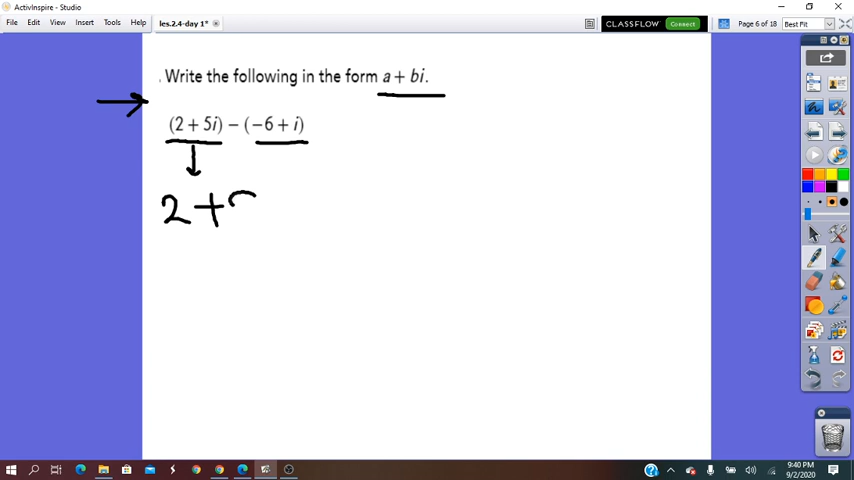 ActivInspire - Studio
File Edit View Insert Tools Help
CLASSFLOW Connect Page 6 of 18 Best Fit
les.2.4-day 1*
Write the following in the form a + bi.
(2 + 5i) − (−6 + i)
2 +
9:40 PM
9/2/2020